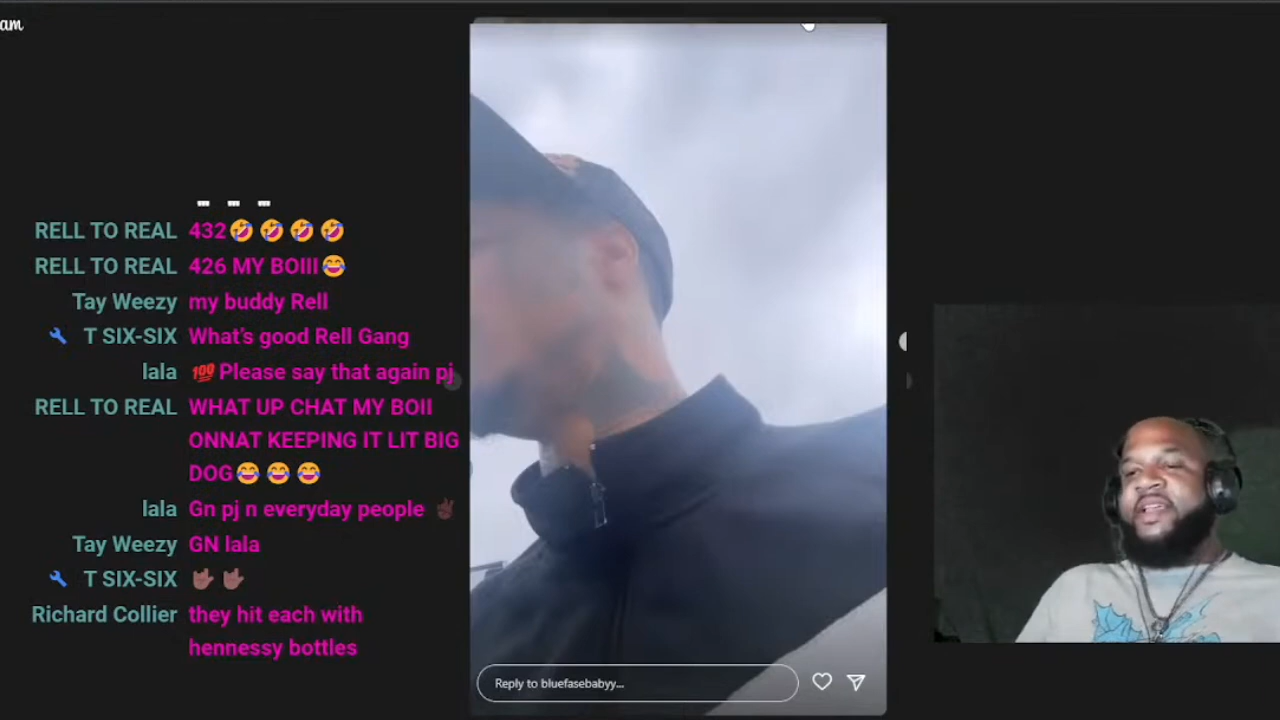 am
RELL TO REAL 432🤣🤣🤣🤣
RELL TO REAL 426 MY BOIII😂
Tay Weezy my buddy Rell
T SIX-SIX What's good Rell Gang
lala 💯Please say that again pj
RELL TO REAL WHAT UP CHAT MY BOII
ONNAT KEEPING IT LIT BIG
DOG😂😂😂
lala Gn pj n everyday people ✌🏿
Tay Weezy GN lala
T SIX-SIX 🤟🏽🤟🏽
Richard Collier they hit each with
hennessy bottles
Reply to bluefasebabyy...